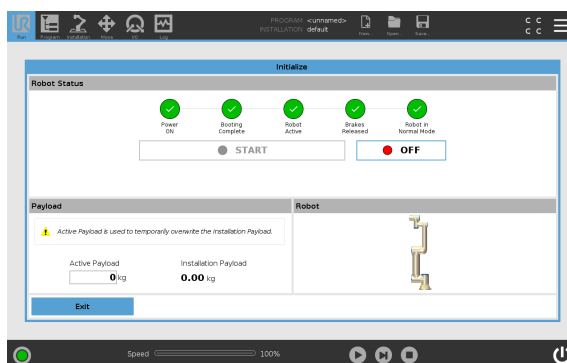 UR
PROGRAM <unnamed>
INSTALLATION default
Run Program Installation Move I/O Log
New... Open... Save...
C C
C C
Initialize
Robot Status
Power
ON
Booting
Complete
Robot
Active
Brakes
Released
Robot in
Normal Mode
START
OFF
Payload
Robot
Active Payload is used to temporarily overwrite the Installation Payload.
Active Payload
Installation Payload
0 kg
0.00 kg
Exit
Speed 100%